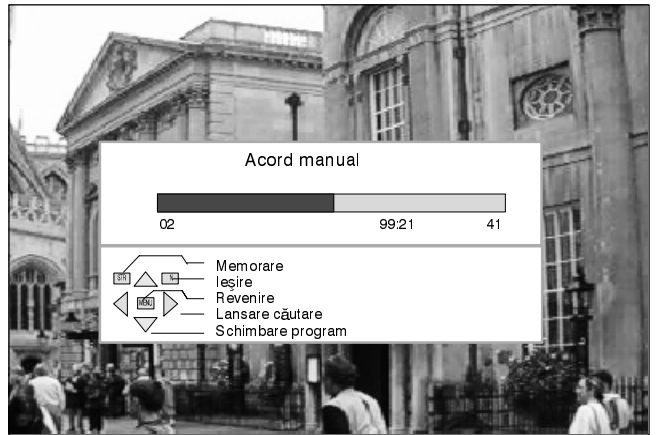 Acord manual
02 99:21 41
STR N Memorare
Ieşire
MENU Revenire
Lansare căutare
Schimbare program